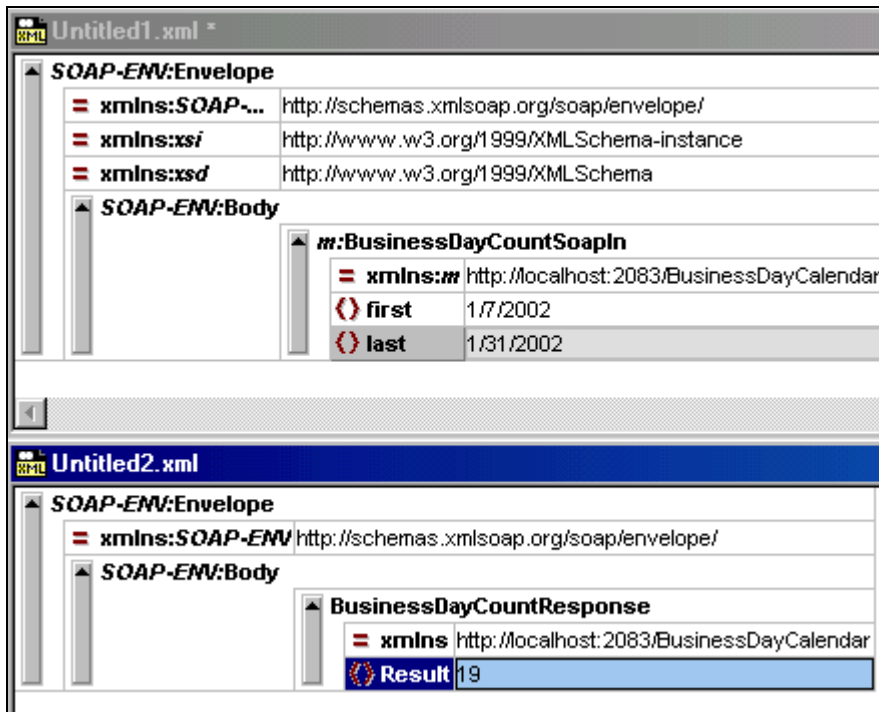 Untitled1.xml *
SOAP-ENV:Envelope
= xmlns:SOAP-... http://schemas.xmlsoap.org/soap/envelope/
= xmlns:xsi http://www.w3.org/1999/XMLSchema-instance
= xmlns:xsd http://www.w3.org/1999/XMLSchema
SOAP-ENV:Body
m:BusinessDayCountSoapIn
= xmlns:m http://localhost:2083/BusinessDayCalendar
{} first 1/7/2002
{} last 1/31/2002
Untitled2.xml
SOAP-ENV:Envelope
= xmlns:SOAP-ENV http://schemas.xmlsoap.org/soap/envelope/
SOAP-ENV:Body
BusinessDayCountResponse
= xmlns http://localhost:2083/BusinessDayCalendar
{} Result 19